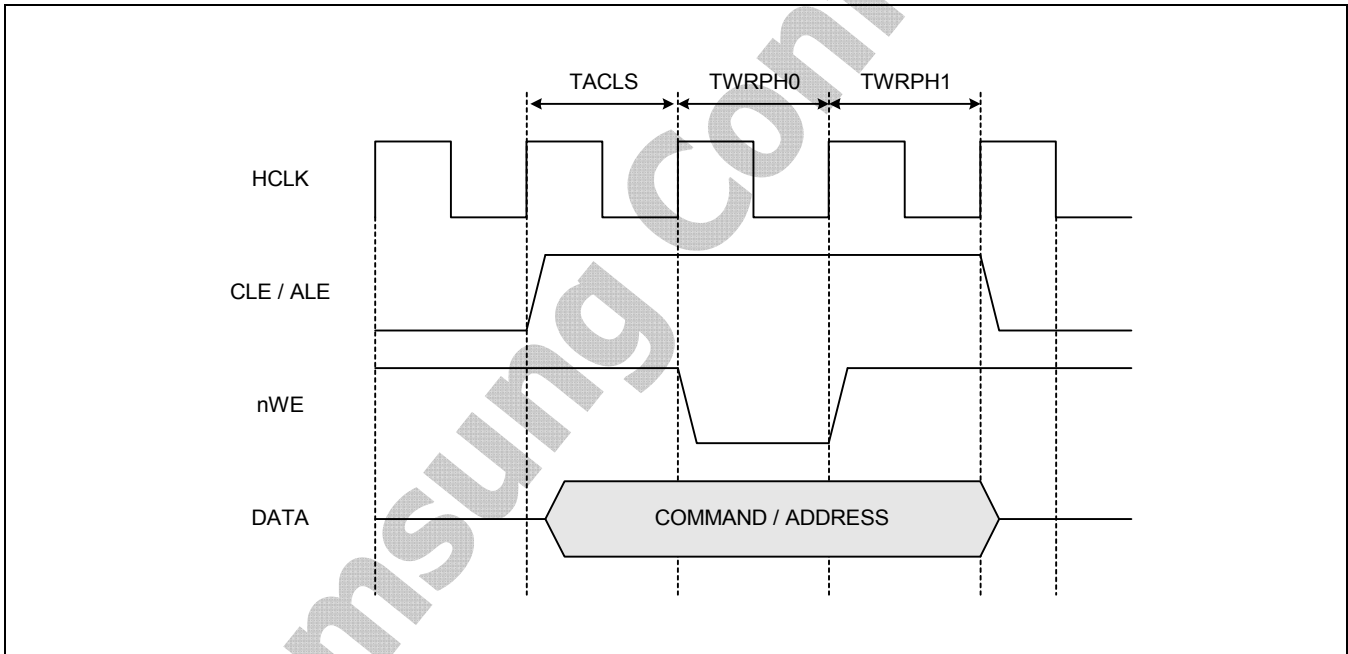 TACLS TWRPH0 TWRPH1
HCLK
CLE / ALE
nWE
DATA COMMAND / ADDRESS